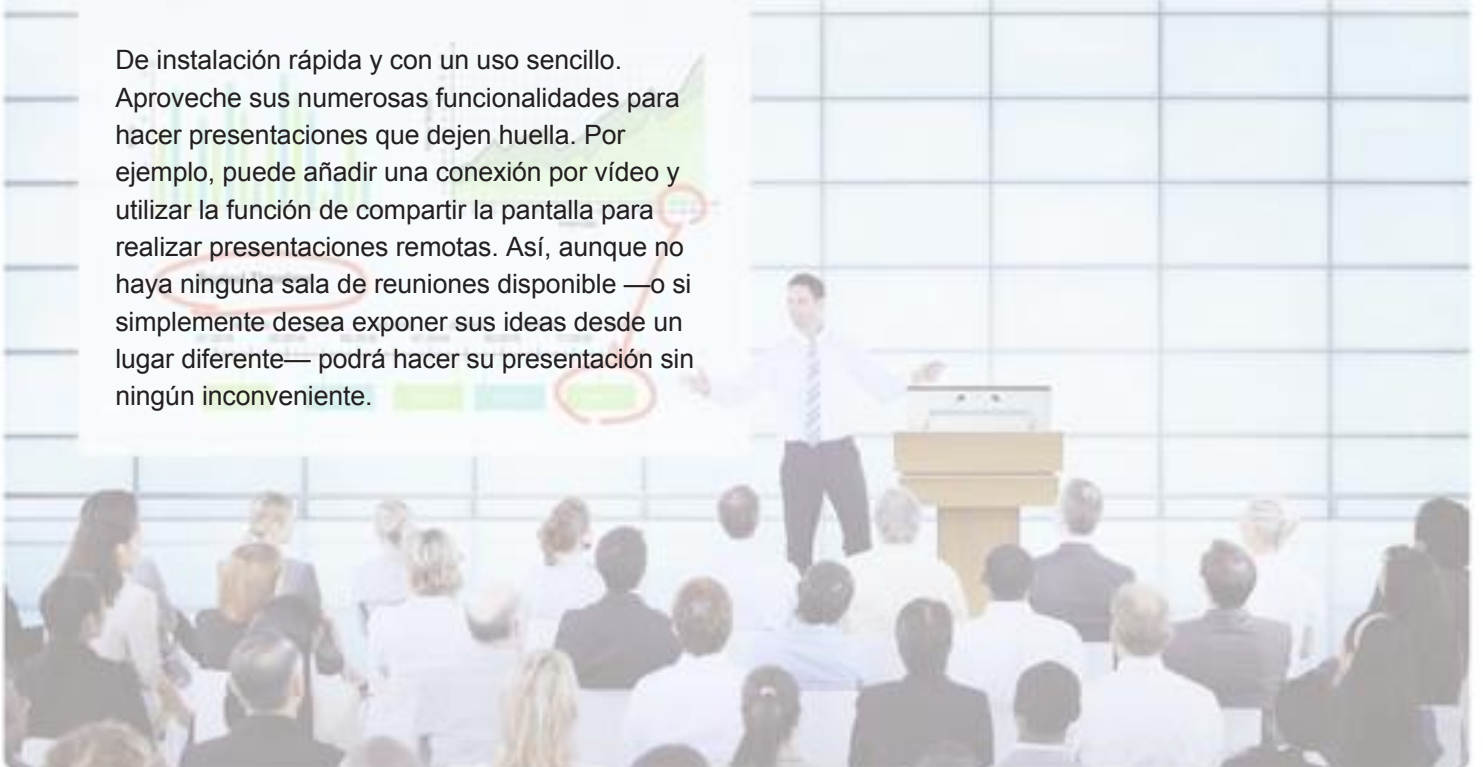 De instalación rápida y con un uso sencillo.
Aproveche sus numerosas funcionalidades para
hacer presentaciones que dejen huella. Por
ejemplo, puede añadir una conexión por vídeo y
utilizar la función de compartir la pantalla para
realizar presentaciones remotas. Así, aunque no
haya ninguna sala de reuniones disponible —o si
simplemente desea exponer sus ideas desde un
lugar diferente— podrá hacer su presentación sin
ningún inconveniente.